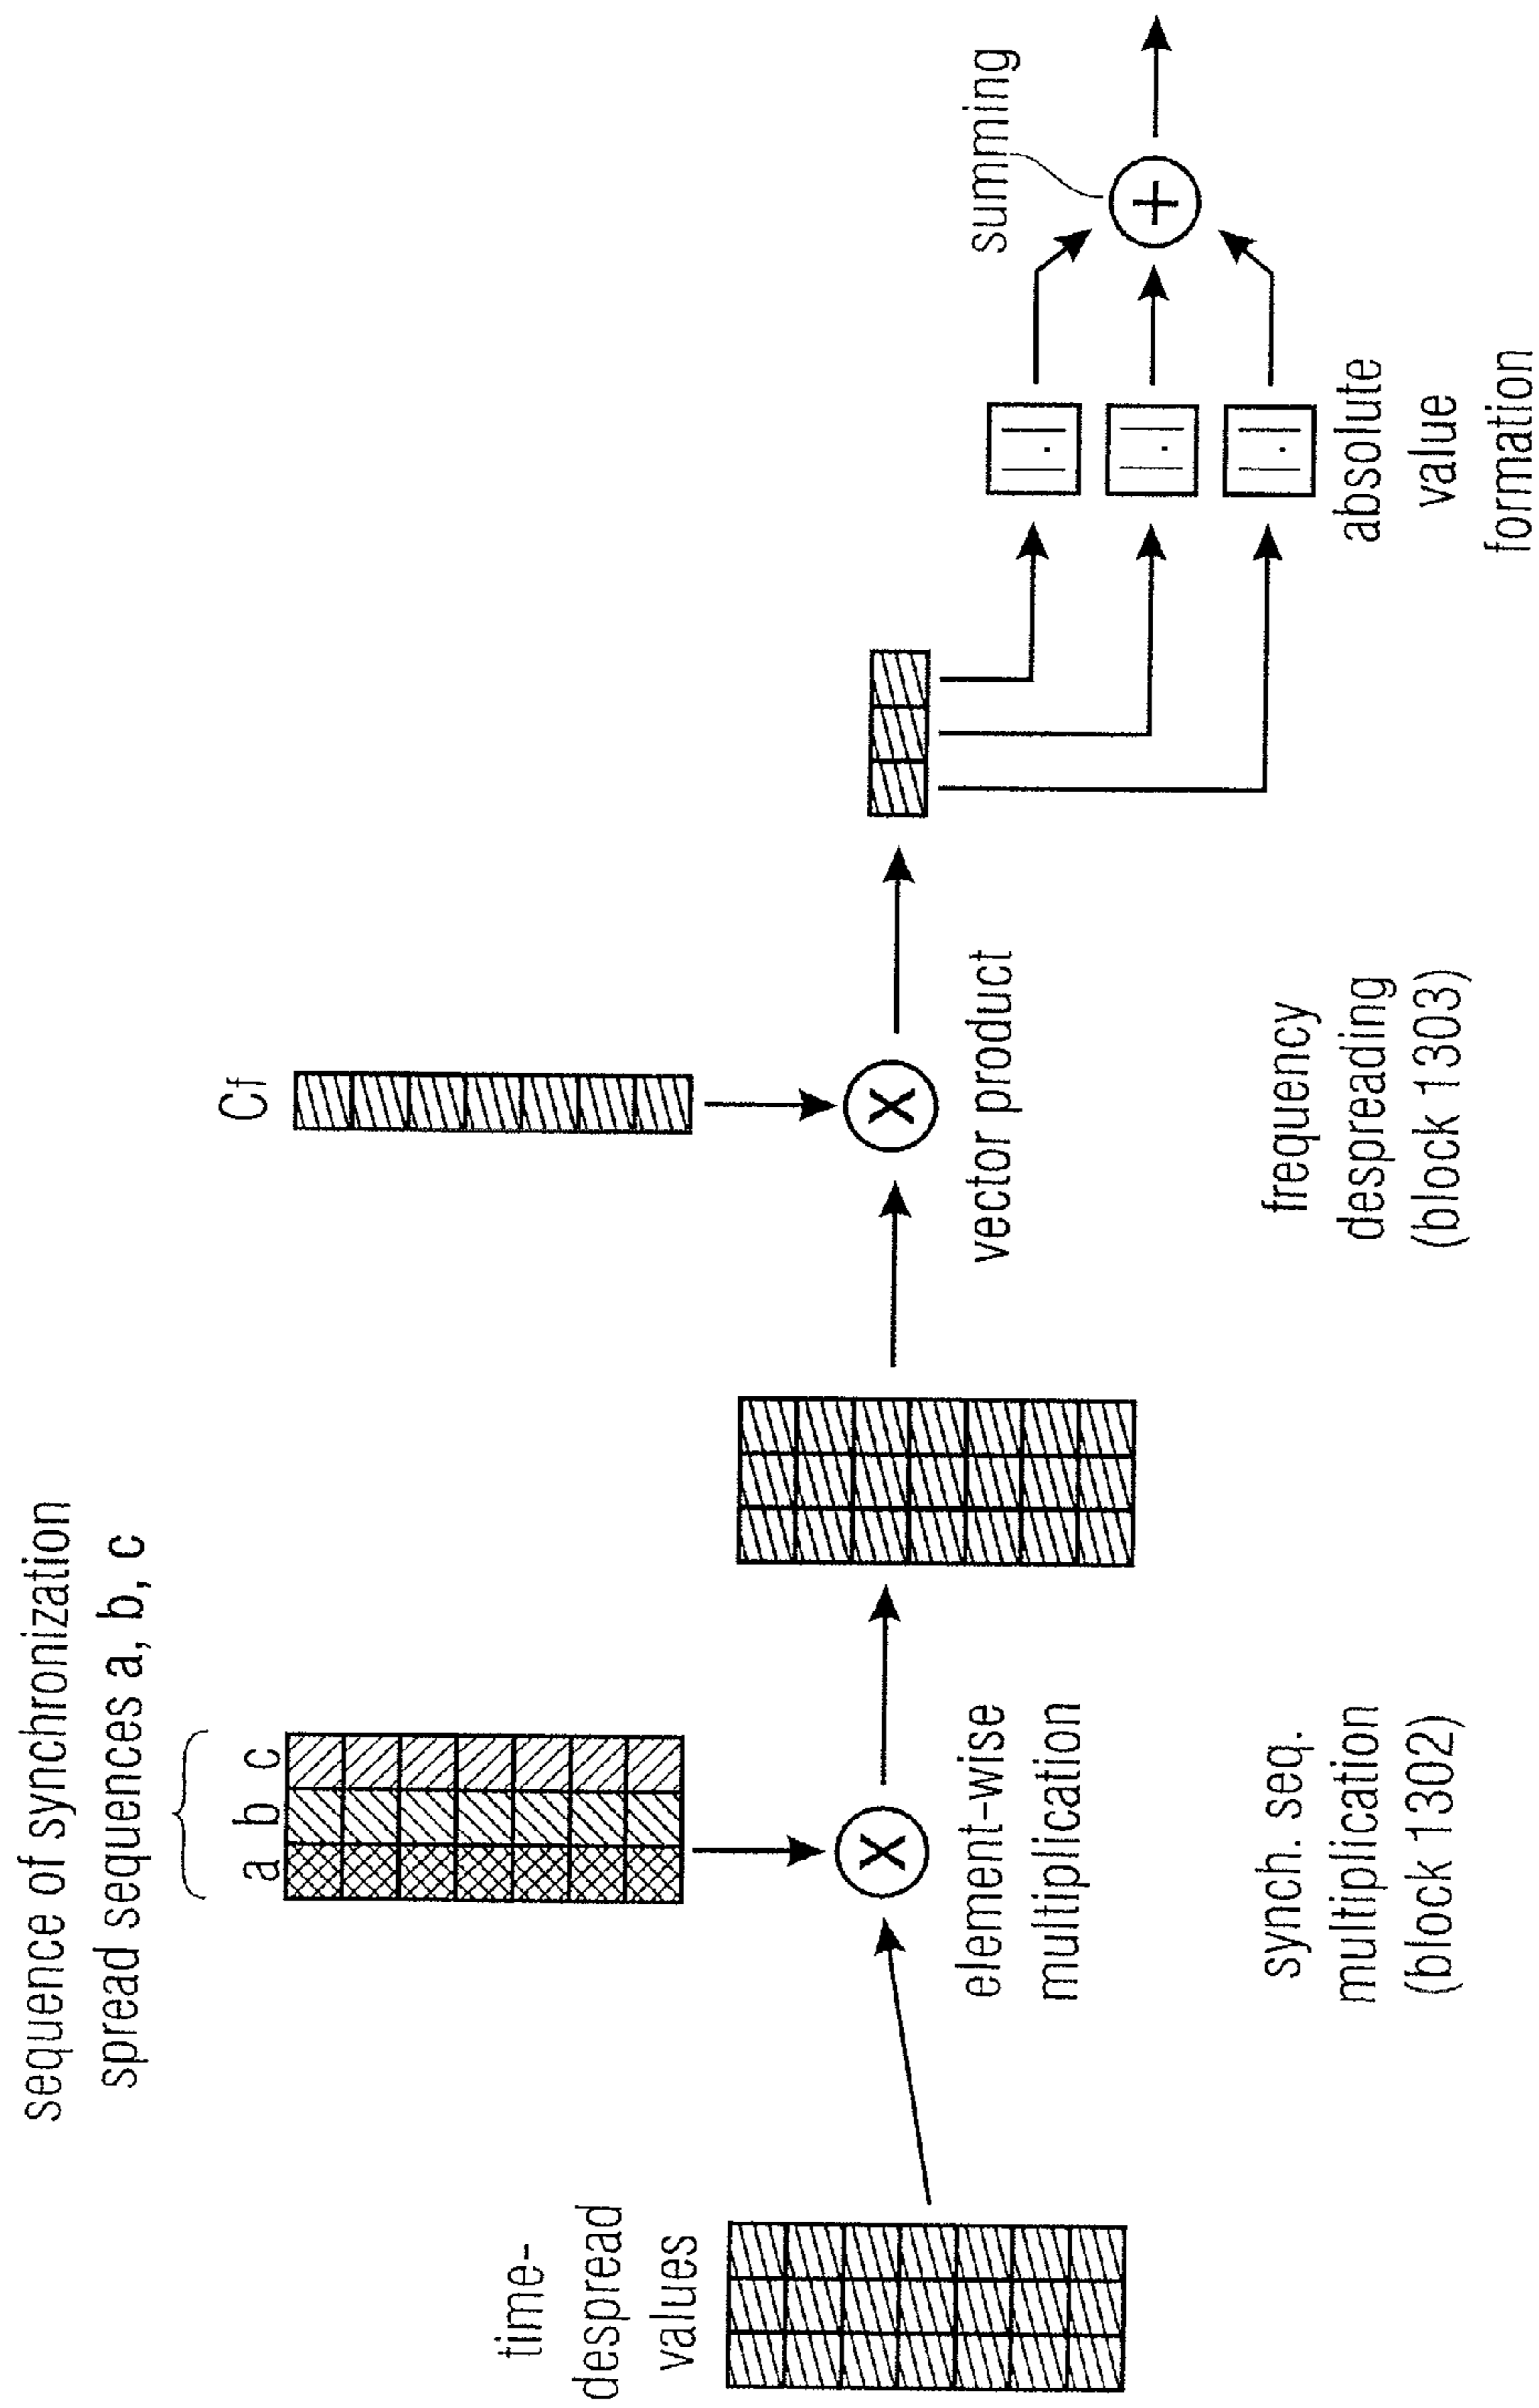 sequence of synchronization
spread sequences a, b, c
a b c
time-
despread
values
X
element-wise
multiplication
synch. seq.
multiplication
(block 1302)
Cf
X
vector product
frequency
despreading
(block 1303)
|.|
|.|
|.|
absolute
value
formation
summing
+